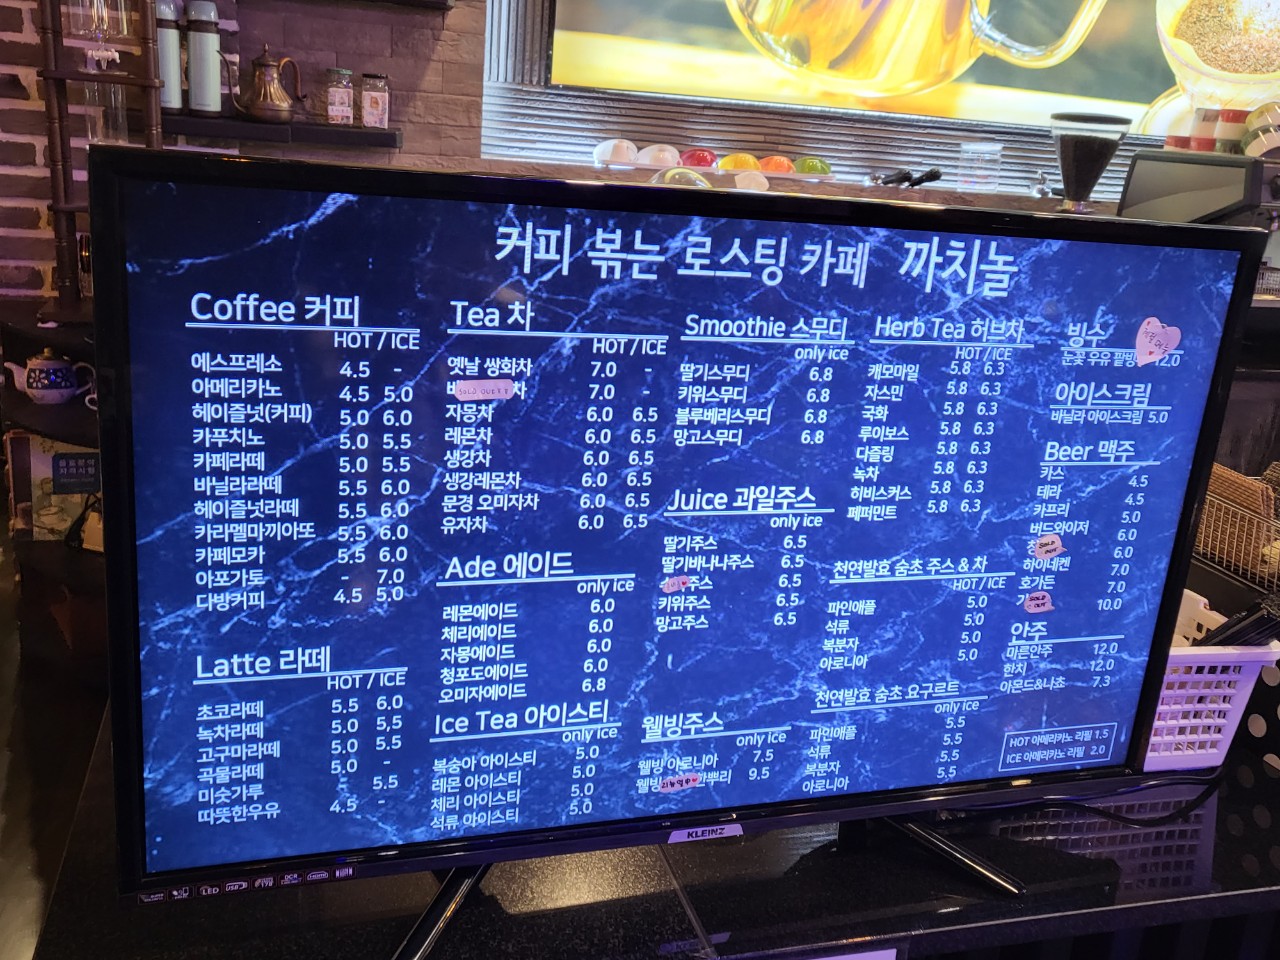 커피 볶는 로스팅 카페 까치놀
Coffee 커피
HOT / ICE
에스프레소 4.5 -
아메리카노 4.5 5.0
헤이즐넛(커피) 5.0 6.0
카푸치노 5.0 5.5
카페라떼 5.0 5.5
바닐라라떼 5.5 6.0
헤이즐넛라떼 5.5 6.0
카라멜마끼아또 5.5 6.0
카페모카 5.5 6.0
아포가토 - 7.0
다방커피 4.5 5.0
Latte 라떼
HOT / ICE
초코라떼 5.5 6.0
녹차라떼 5.0 5.5
고구마라떼 5.0 5.5
곡물라떼 5.0 -
미숫가루 5.5
따뜻한우유 4.5 -
Tea 차
HOT / ICE
옛날 쌍화차 7.0 -
SOLD OUT 차 7.0 -
자몽차 6.0 6.5
레몬차 6.0 6.5
생강차 6.0 6.5
생강레몬차 6.0 6.5
문경 오미자차 6.0 6.5
유자차 6.0 6.5
Ade 에이드
only ice
레몬에이드 6.0
체리에이드 6.0
자몽에이드 6.0
청포도에이드 6.0
오미자에이드 6.8
Ice Tea 아이스티
only ice
복숭아 아이스티 5.0
레몬 아이스티 5.0
체리 아이스티 5.0
석류 아이스티 5.0
Smoothie 스무디
only ice
딸기스무디 6.8
키위스무디 6.8
블루베리스무디 6.8
망고스무디 6.8
Juice 과일주스
only ice
딸기주스 6.5
딸기바나나주스 6.5
주스 6.5
키위주스 6.5
망고주스 6.5
웰빙주스
only ice
웰빙 아로니아 7.5
웰빙 깐뿌리 9.5
Herb Tea 허브차
HOT / ICE
캐모마일 5.8 6.3
자스민 5.8 6.3
국화 5.8 6.3
루이보스 5.8 6.3
다즐링 5.8 6.3
녹차 5.8 6.3
히비스커스 5.8 6.3
페퍼민트 5.8 6.3
천연발효 숨초 주스 & 차
HOT / ICE
파인애플 5.0
석류 5.0
복분자 5.0
아로니아 5.0
천연발효 숨초 요구르트
only ice
파인애플 5.5
석류 5.5
복분자 5.5
아로니아 5.5
빙수
눈꽃 우유 팥빙 12.0
아이스크림
바닐라 아이스크림 5.0
Beer 맥주
카스 4.5
테라 4.5
카프리 5.0
버드와이저 6.0
SOLD OUT 6.0
하이네켄 7.0
호가든 7.0
SOLD OUT 10.0
안주
마른안주 12.0
한치 12.0
아몬드&나쵸 7.3
HOT 아메리카노 리필 1.5
ICE 아메리카노 리필 2.0
KLEINZ
LED
USB
DCR